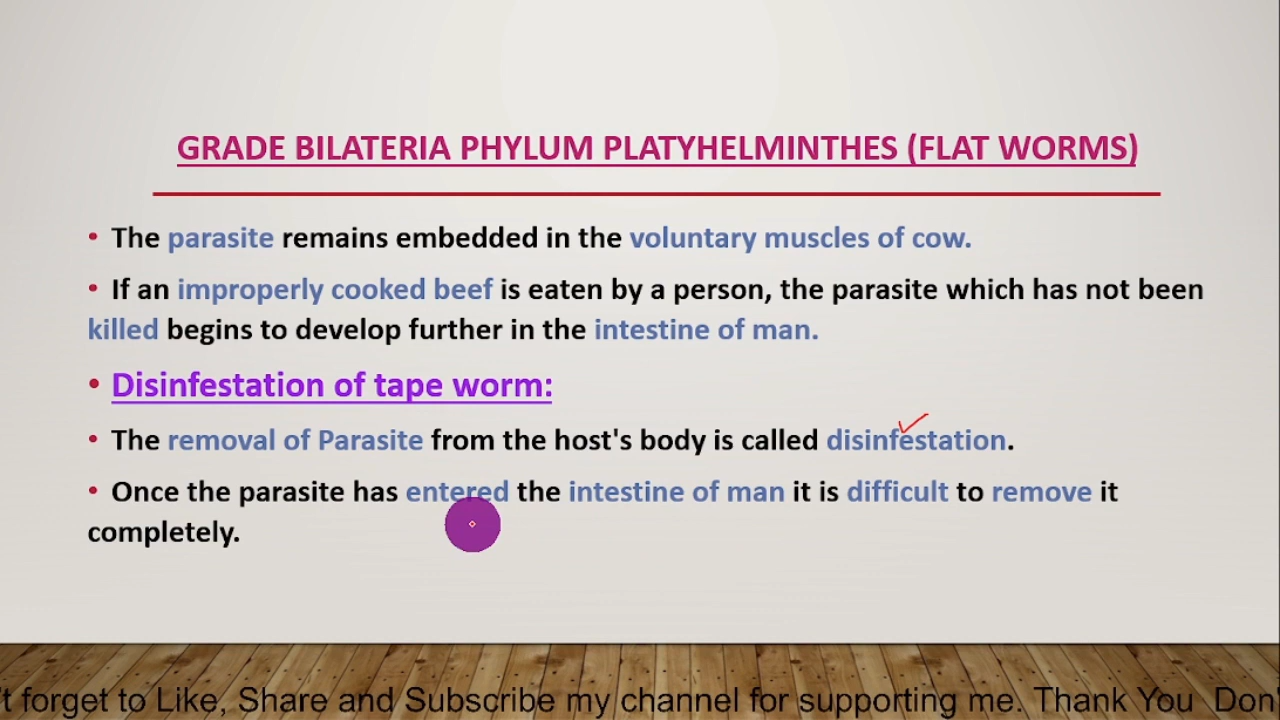 GRADE BILATERIA PHYLUM PLATYHELMINTHES (FLAT WORMS)
• The parasite remains embedded in the voluntary muscles of cow.
• If an improperly cooked beef is eaten by a person, the parasite which has not been
killed begins to develop further in the intestine of man.
• Disinfestation of tape worm:
• The removal of Parasite from the host's body is called disinfestation.
• Once the parasite has entered the intestine of man it is difficult to remove it
completely.
't forget to Like, Share and Subscribe my channel for supporting me. Thank You Don